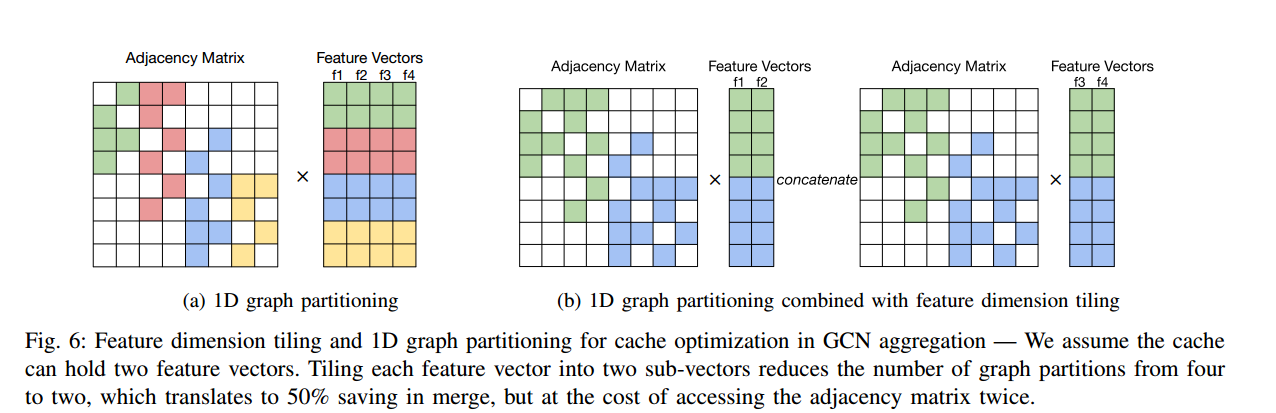 Adjacency Matrix
Feature Vectors
f1 f2 f3 f4
×
(a) 1D graph partitioning
Adjacency Matrix
Feature Vectors
f1 f2
×
concatenate
Adjacency Matrix
Feature Vectors
f3 f4
×
(b) 1D graph partitioning combined with feature dimension tiling
Fig. 6: Feature dimension tiling and 1D graph partitioning for cache optimization in GCN aggregation — We assume the cache
can hold two feature vectors. Tiling each feature vector into two sub-vectors reduces the number of graph partitions from four
to two, which translates to 50% saving in merge, but at the cost of accessing the adjacency matrix twice.